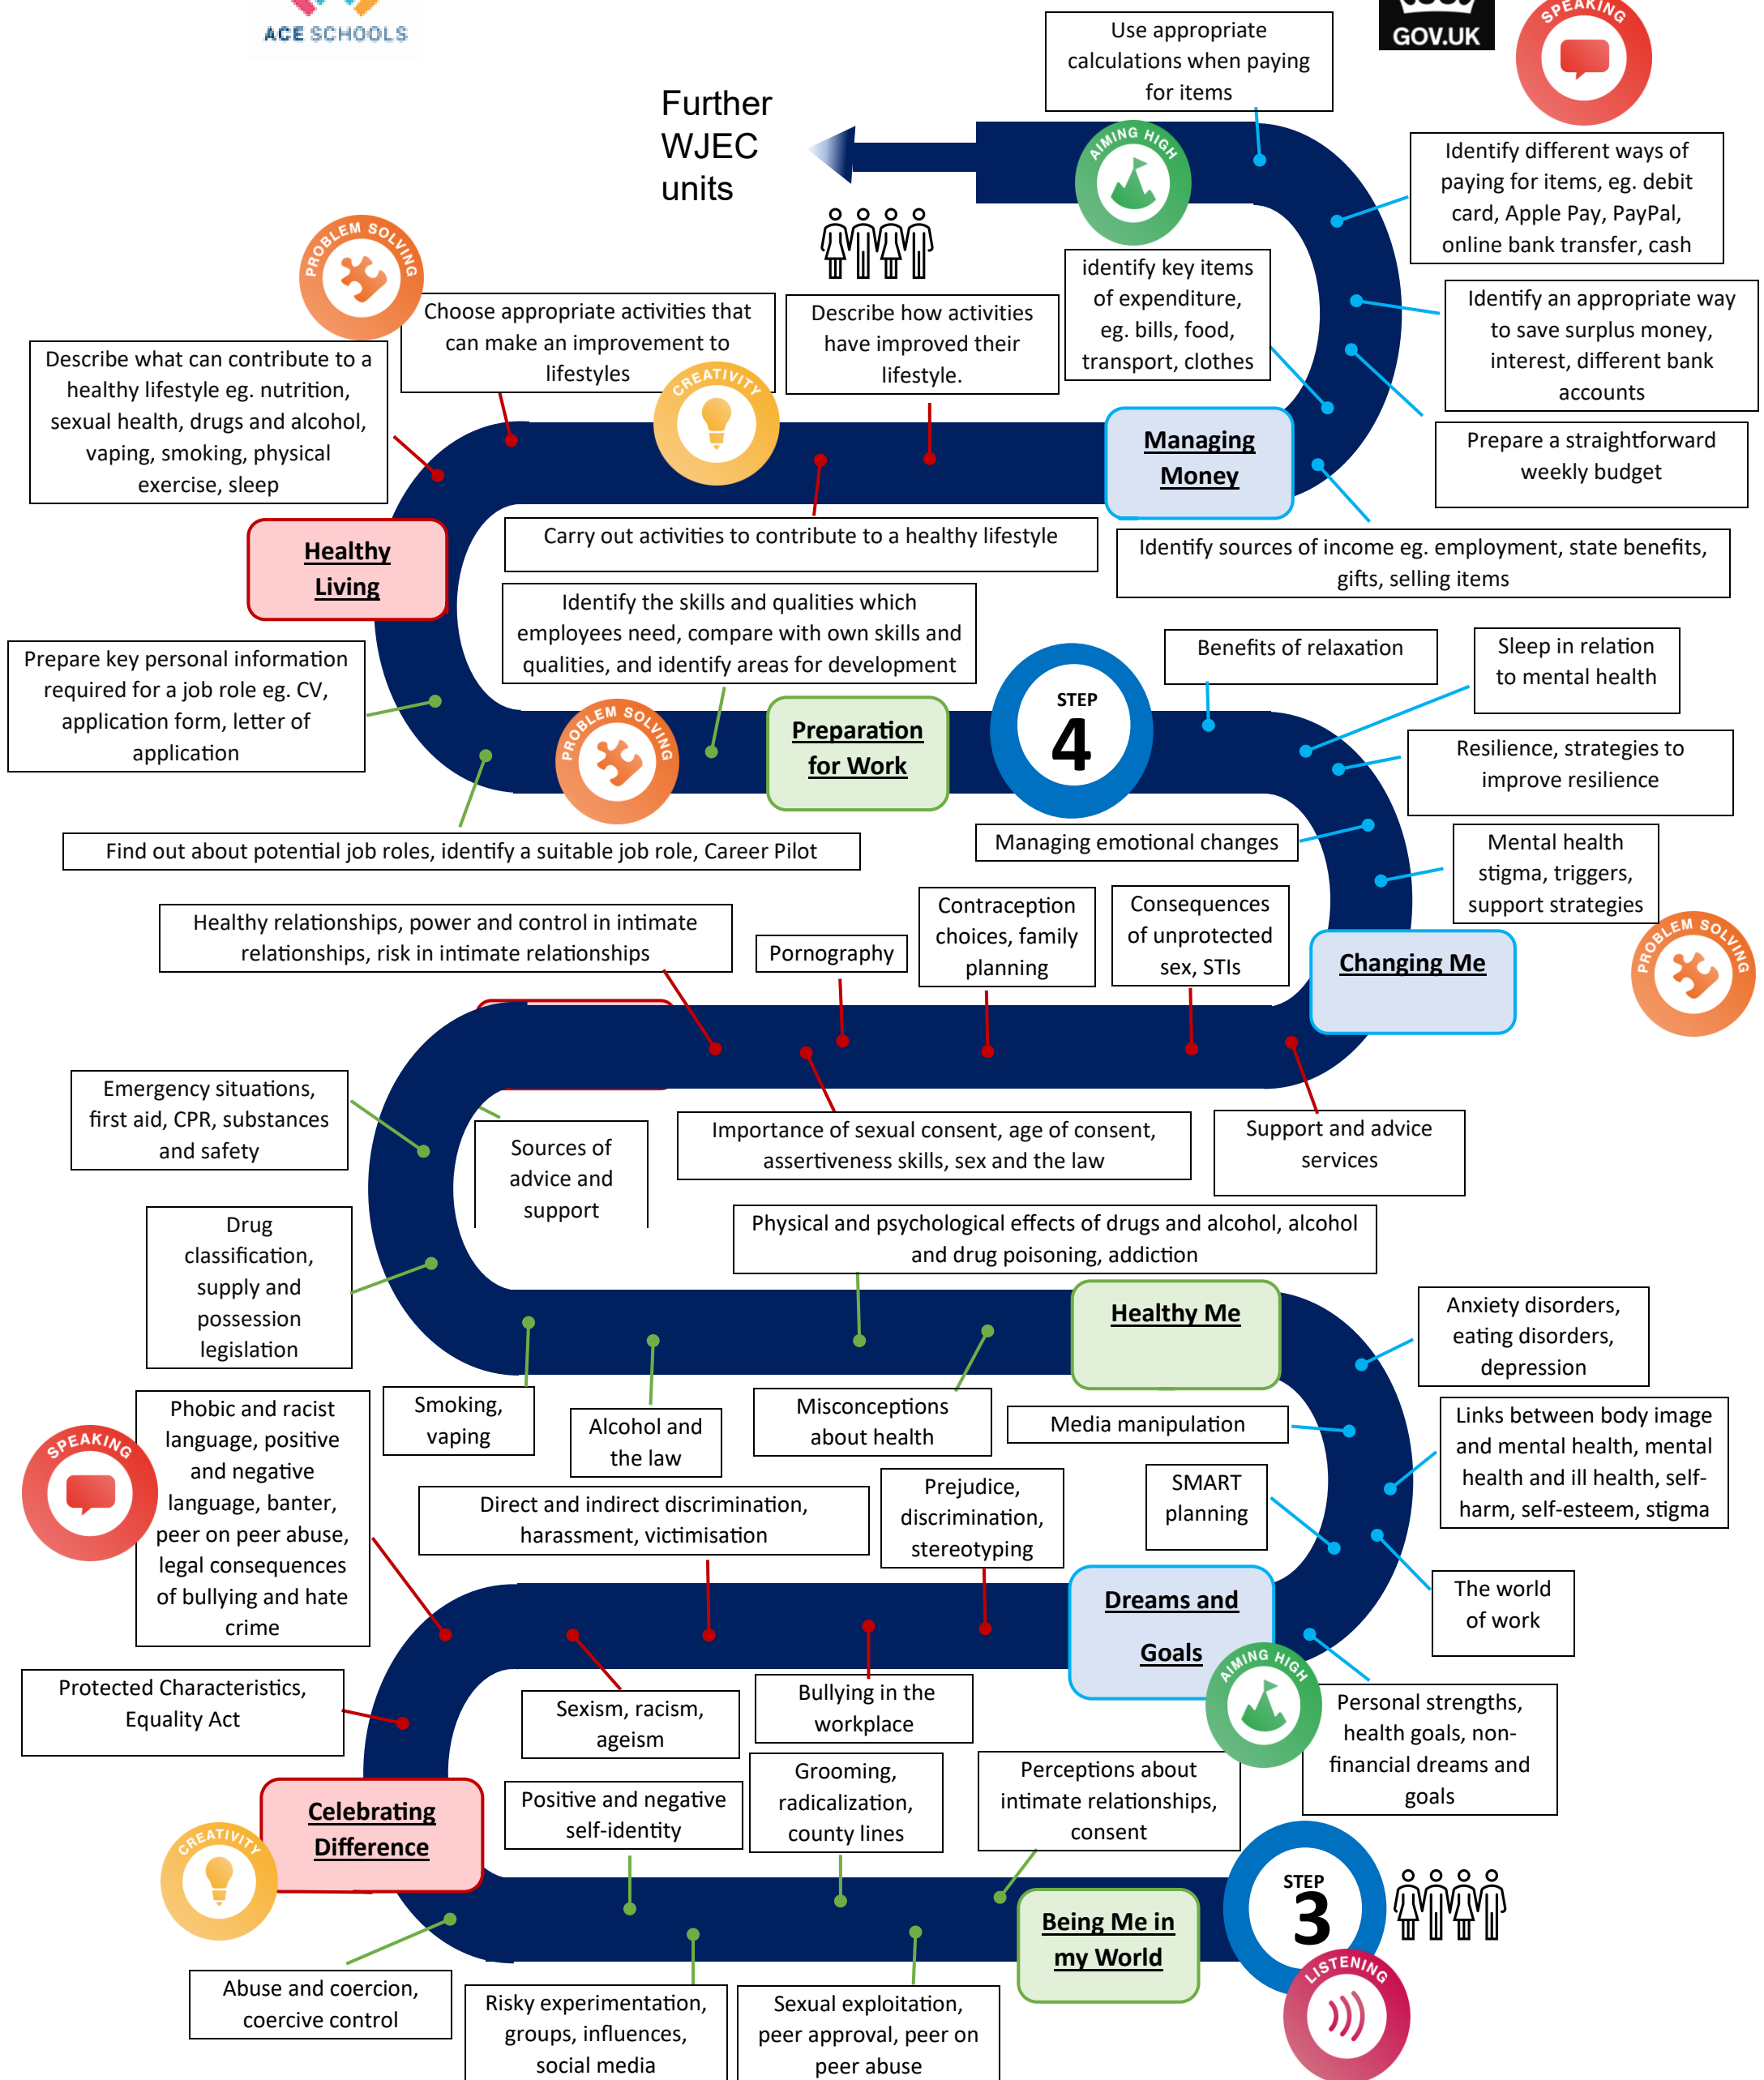 ACE SCHOOLS
GOV.UK
SPEAKING
Use appropriate
calculations when paying
for items
Further
WJEC
units
AIMING HIGH
Identify different ways of
paying for items, eg. debit
card, Apple Pay, PayPal,
online bank transfer, cash
PROBLEM SOLVING
identify key items
of expenditure,
eg. bills, food,
transport, clothes
Identify an appropriate way
to save surplus money,
interest, different bank
accounts
Choose appropriate activities that
can make an improvement to
lifestyles
Describe how activities
have improved their
lifestyle.
Describe what can contribute to a
healthy lifestyle eg. nutrition,
sexual health, drugs and alcohol,
vaping, smoking, physical
exercise, sleep
CREATIVITY
Managing
Money
Prepare a straightforward
weekly budget
Carry out activities to contribute to a healthy lifestyle
Identify sources of income eg. employment, state benefits,
gifts, selling items
Healthy
Living
Identify the skills and qualities which
employees need, compare with own skills and
qualities, and identify areas for development
Prepare key personal information
required for a job role eg. CV,
application form, letter of
application
Benefits of relaxation
Sleep in relation
to mental health
STEP
4
PROBLEM SOLVING
Preparation
for Work
Resilience, strategies to
improve resilience
Find out about potential job roles, identify a suitable job role, Career Pilot
Managing emotional changes
Mental health
stigma, triggers,
support strategies
Healthy relationships, power and control in intimate
relationships, risk in intimate relationships
Pornography
Contraception
choices, family
planning
Consequences
of unprotected
sex, STIs
Changing Me
PROBLEM SOLVING
Emergency situations,
first aid, CPR, substances
and safety
Sources of
advice and
support
Importance of sexual consent, age of consent,
assertiveness skills, sex and the law
Support and advice
services
Drug
classification,
supply and
possession
legislation
Physical and psychological effects of drugs and alcohol, alcohol
and drug poisoning, addiction
Healthy Me
Anxiety disorders,
eating disorders,
depression
Smoking,
vaping
Alcohol and
the law
Misconceptions
about health
Media manipulation
Links between body image
and mental health, mental
health and ill health, self-
harm, self-esteem, stigma
SPEAKING
Phobic and racist
language, positive
and negative
language, banter,
peer on peer abuse,
legal consequences
of bullying and hate
crime
Direct and indirect discrimination,
harassment, victimisation
Prejudice,
discrimination,
stereotyping
SMART
planning
The world
of work
Dreams and
Goals
AIMING HIGH
Protected Characteristics,
Equality Act
Sexism, racism,
ageism
Bullying in the
workplace
Personal strengths,
health goals, non-
financial dreams and
goals
Celebrating
Difference
CREATIVITY
Positive and negative
self-identity
Grooming,
radicalization,
county lines
Perceptions about
intimate relationships,
consent
STEP
3
Being Me in
my World
LISTENING
Abuse and coercion,
coercive control
Risky experimentation,
groups, influences,
social media
Sexual exploitation,
peer approval, peer on
peer abuse